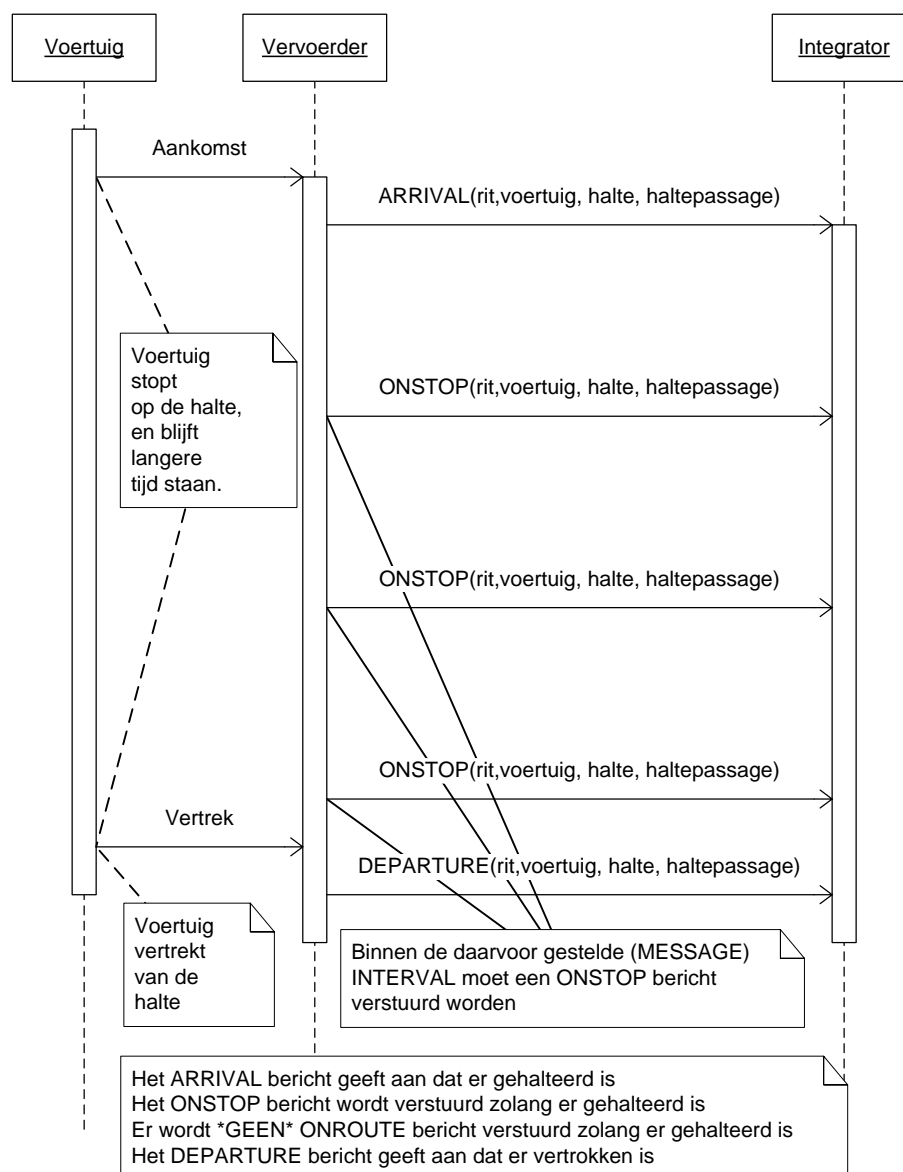 Voertuig
Vervoerder
Integrator
Aankomst
ARRIVAL(rit,voertuig, halte, haltepassage)
Voertuig
stopt
op de halte,
en blijft
langere
tijd staan.
ONSTOP(rit,voertuig, halte, haltepassage)
ONSTOP(rit,voertuig, halte, haltepassage)
ONSTOP(rit,voertuig, halte, haltepassage)
Vertrek
DEPARTURE(rit,voertuig, halte, haltepassage)
Voertuig
vertrekt
van de
halte
Binnen de daarvoor gestelde (MESSAGE)
INTERVAL moet een ONSTOP bericht
verstuurd worden
Het ARRIVAL bericht geeft aan dat er gehalteerd is
Het ONSTOP bericht wordt verstuurd zolang er gehalteerd is
Er wordt *GEEN* ONROUTE bericht verstuurd zolang er gehalteerd is
Het DEPARTURE bericht geeft aan dat er vertrokken is